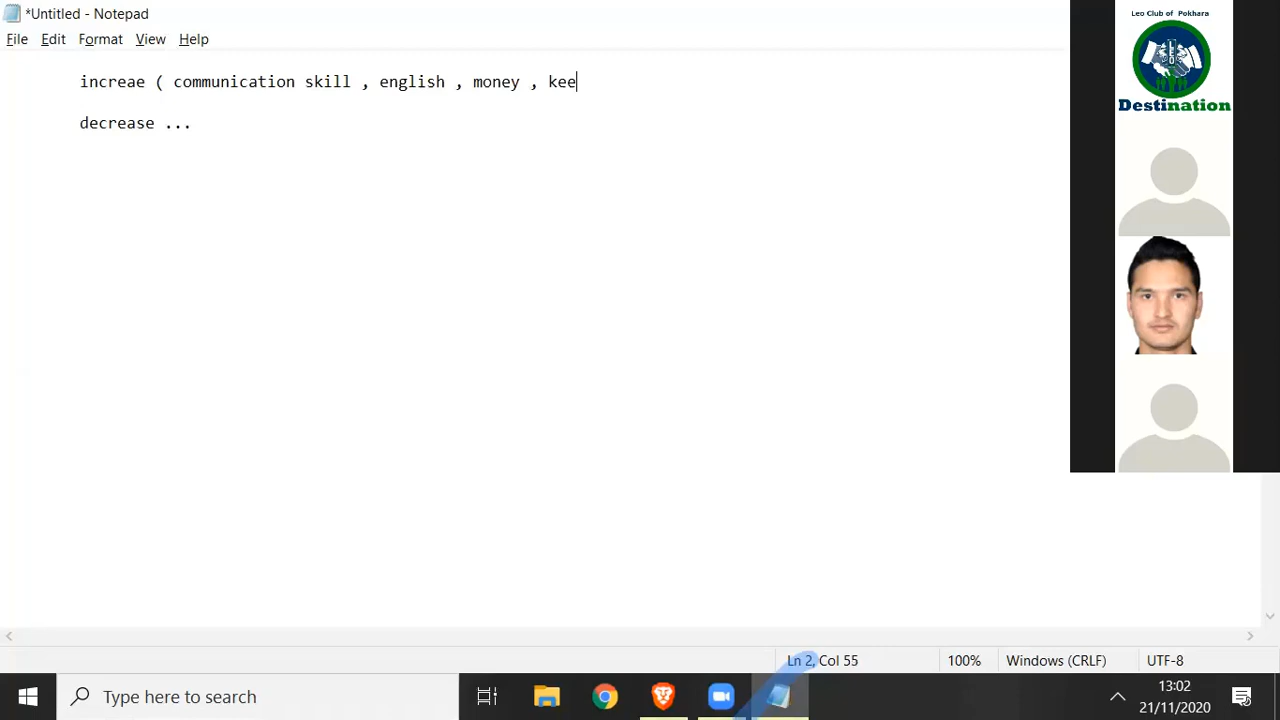 *Untitled - Notepad
File Edit Format View Help
increae ( communication skill , english , money , kee
decrease ...
Leo Club of Pokhara
LEO
Destination
Ln 2, Col 55 100% Windows (CRLF) UTF-8
Type here to search
13:02
21/11/2020